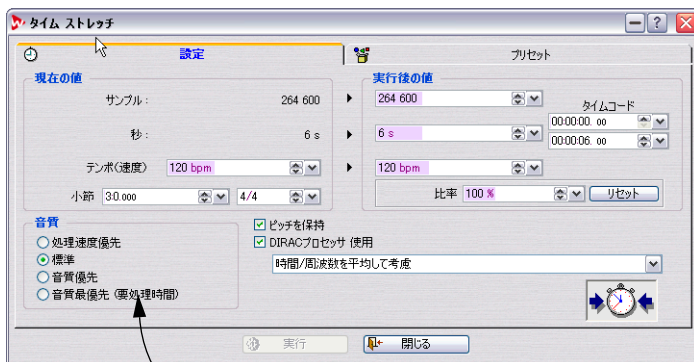 タイム ストレッチ
設定
プリセット
現在の値
実行後の値
サンプル :
264 600
264 600
タイムコード
00:00:00. 00
秒 :
6 s
6 s
00:00:06. 00
テンポ(速度)
120 bpm
120 bpm
小節
3:0.000
4/4
比率
100 %
リセット
音質
処理速度優先
標準
音質優先
音質最優先 (要処理時間)
ピッチを保持
DIRACプロセッサ 使用
時間/周波数を平均して考慮
実行
閉じる